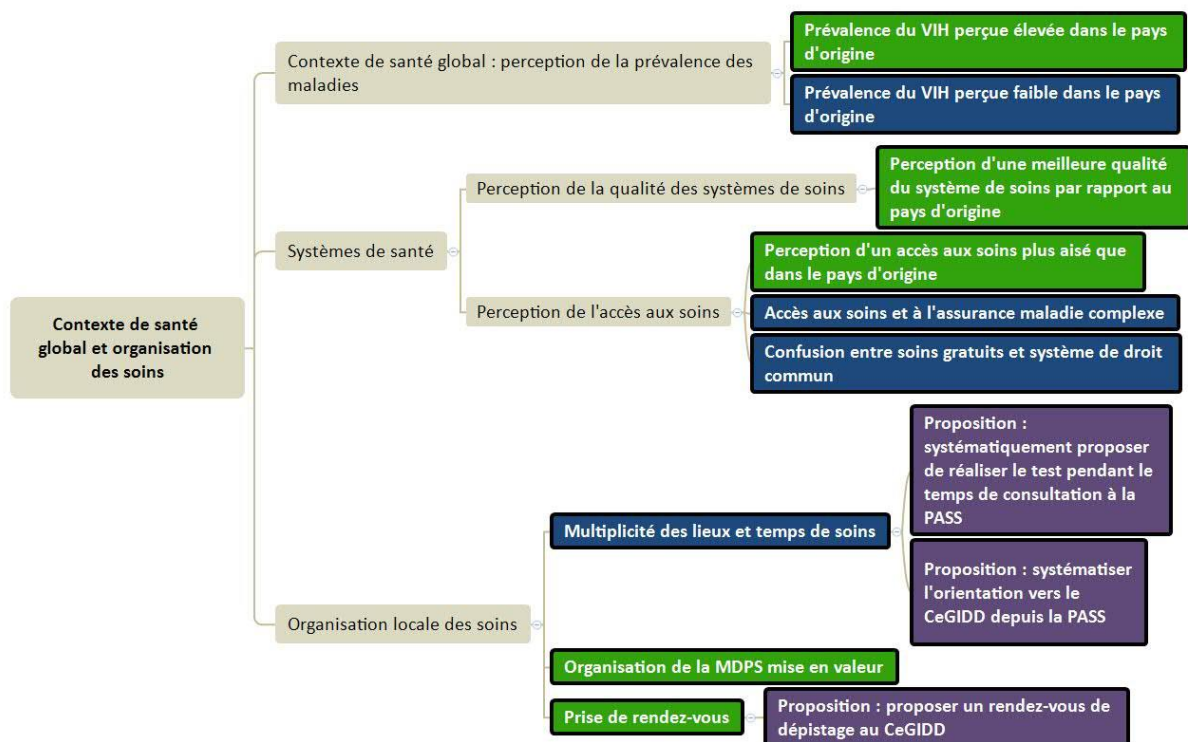 Prévalence du VIH perçue élevée dans le pays
d'origine
Contexte de santé global : perception de la prévalence des
maladies
Prévalence du VIH perçue faible dans le pays
d'origine
Perception de la qualité des systèmes de soins
Perception d'une meilleure qualité
du système de soins par rapport au
pays d'origine
Systèmes de santé
Perception d'un accès aux soins plus aisé que
dans le pays d'origine
Perception de l'accès aux soins
Accès aux soins et à l'assurance maladie complexe
Confusion entre soins gratuits et système de droit
commun
Contexte de santé
global et organisation
des soins
Proposition :
systématiquement proposer
de réaliser le test pendant le
temps de consultation à la
PASS
Multiplicité des lieux et temps de soins
Proposition : systématiser
l'orientation vers le
CeGIDD depuis la PASS
Organisation locale des soins
Organisation de la MDPS mise en valeur
Prise de rendez-vous
Proposition : proposer un rendez-vous de
dépistage au CeGIDD